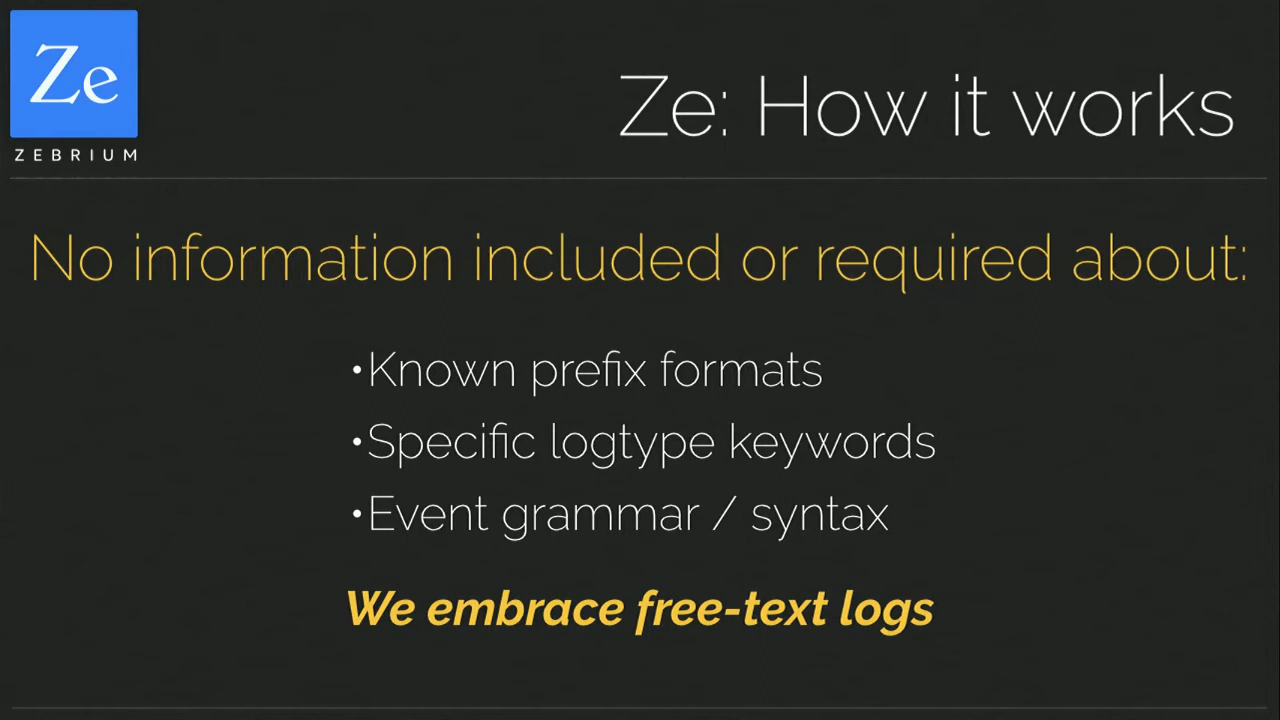 Ze
ZEBRIUM
Ze: How it works
No information included or required about:
•Known prefix formats
•Specific logtype keywords
•Event grammar / syntax
We embrace free-text logs